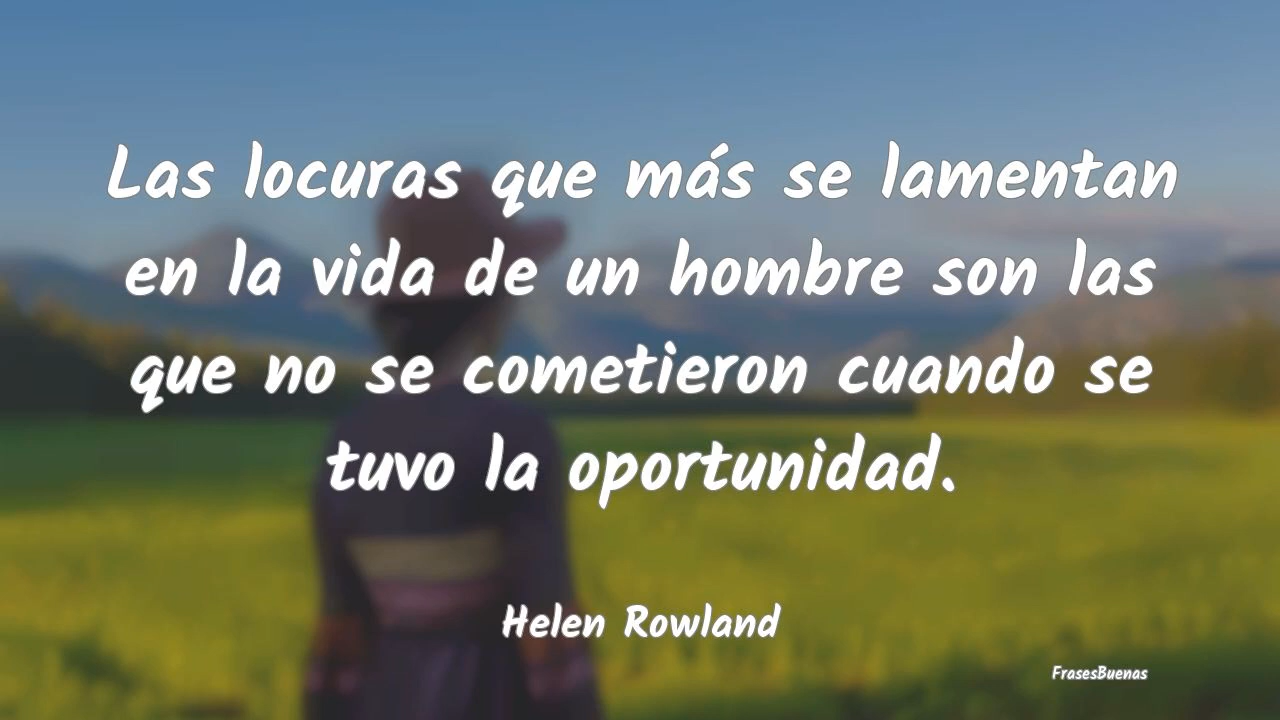 Las locuras que más se lamentan
en la vida de un hombre son las
que no se cometieron cuando se
tuvo la oportunidad.
Helen Rowland
FrasesBuenas